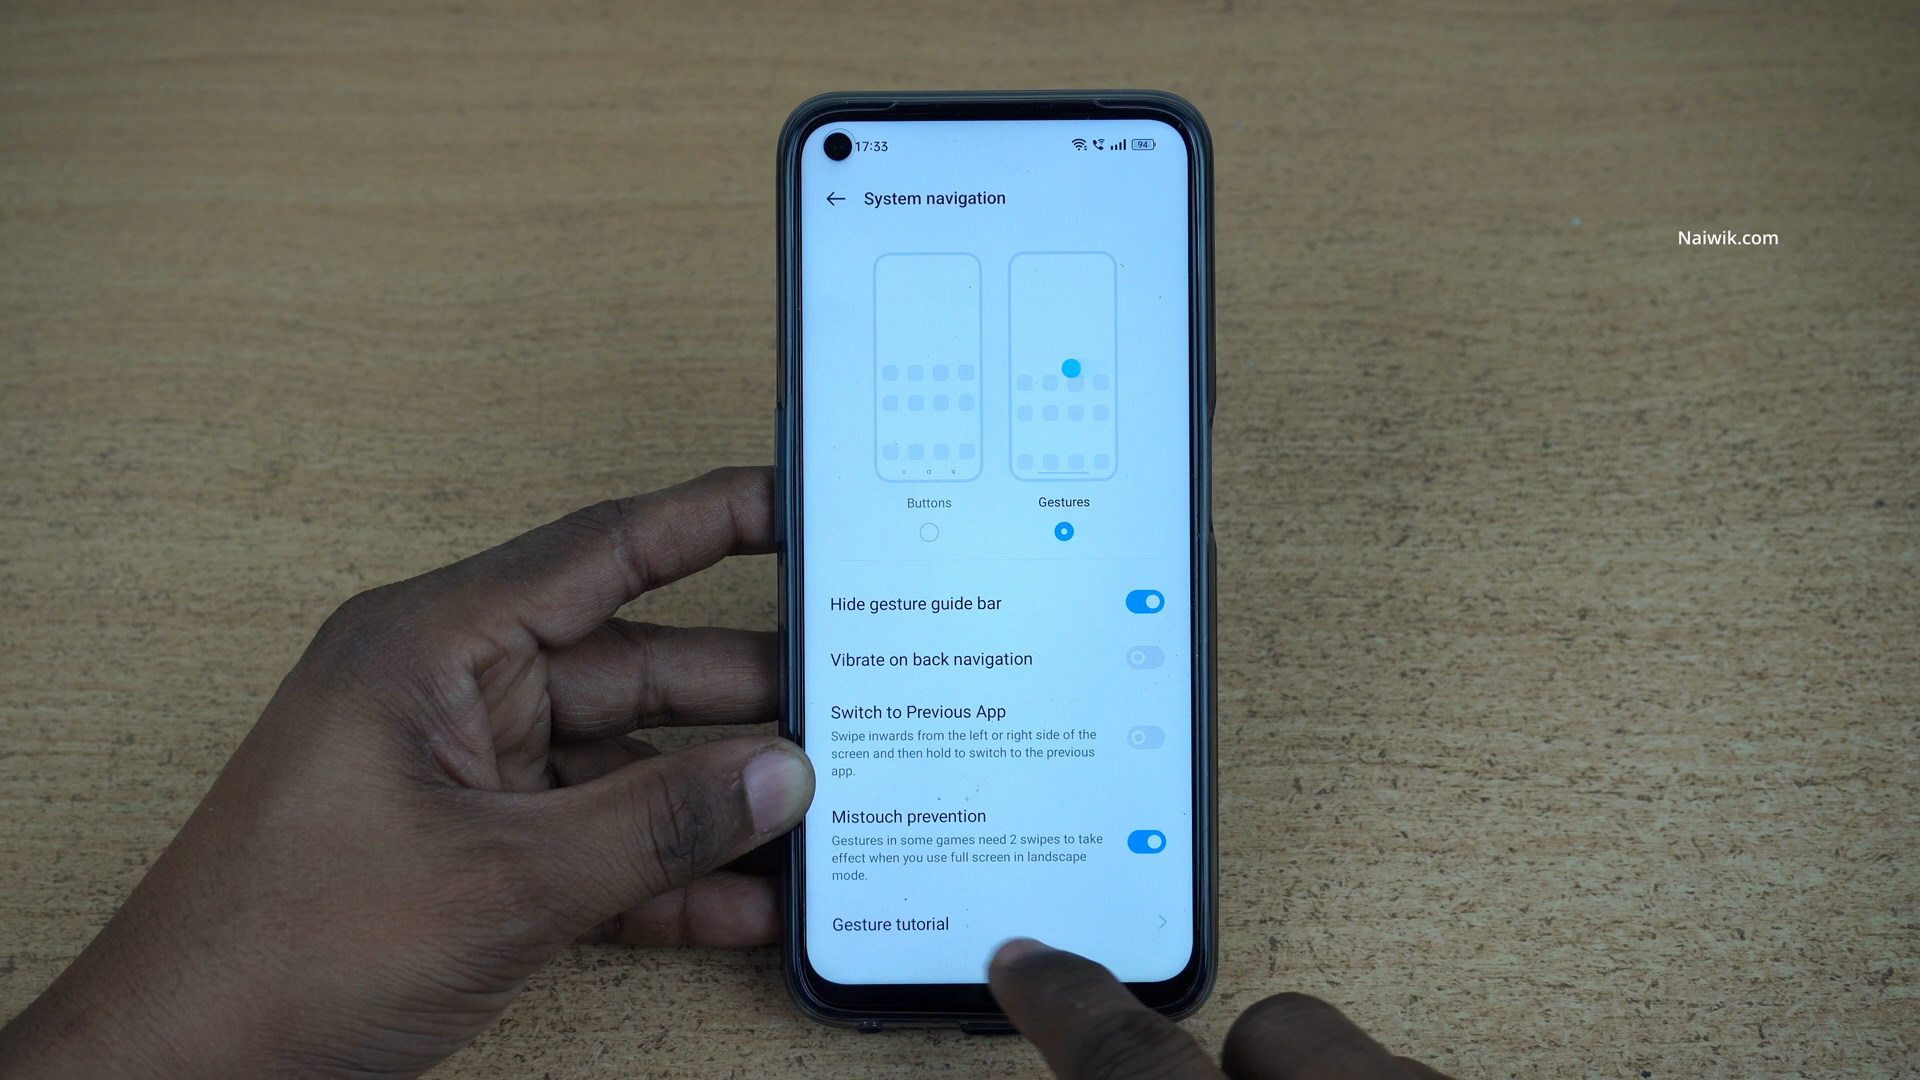 17:33
94
System navigation
Naiwik.com
Buttons
Gestures
Hide gesture guide bar
Vibrate on back navigation
Switch to Previous App
Swipe inwards from the left or right side of the
screen and then hold to switch to the previous
app.
Mistouch prevention
Gestures in some games need 2 swipes to take
effect when you use full screen in landscape
mode.
Gesture tutorial